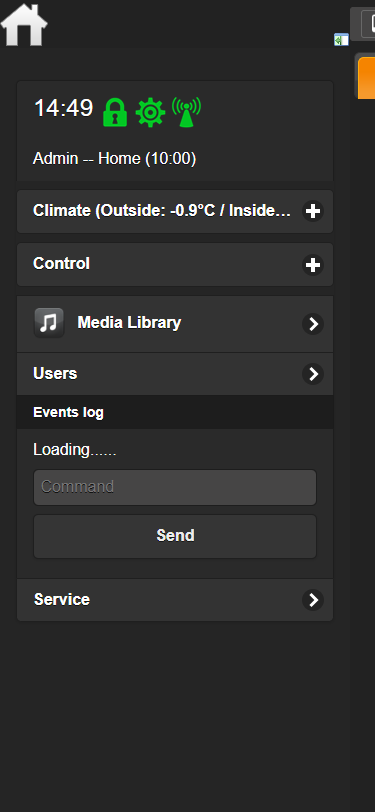 14:49
Admin -- Home (10:00)
Climate (Outside: -0.9°C / Inside…
Control
Media Library
Users
Events log
Loading......
Command
Send
Service